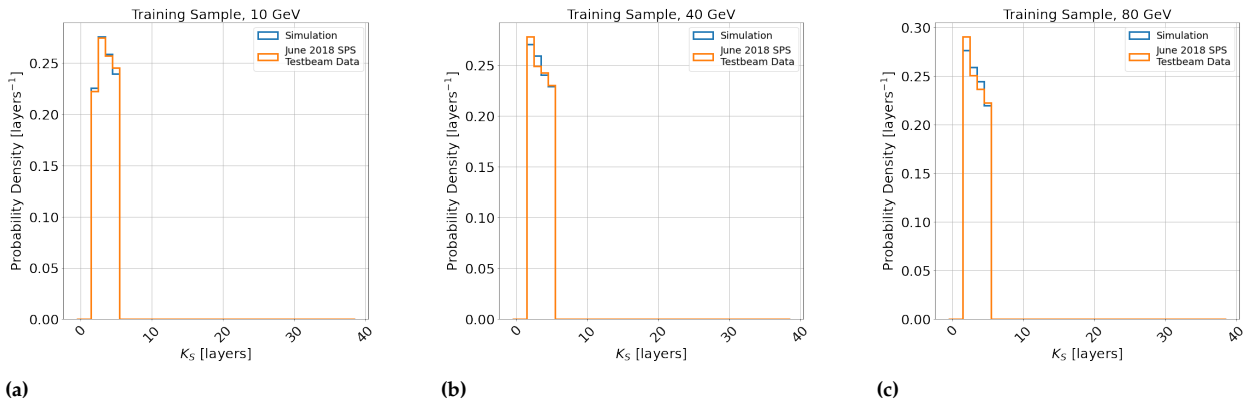 Training Sample, 10 GeV
Simulation
June 2018 SPS
Testbeam Data
Probability Density [layers⁻¹]
0.25
0.20
0.15
0.10
0.05
0.00
0
10
20
30
40
K_S [layers]
(a)
Training Sample, 40 GeV
Simulation
June 2018 SPS
Testbeam Data
Probability Density [layers⁻¹]
0.25
0.20
0.15
0.10
0.05
0.00
0
10
20
30
40
K_S [layers]
(b)
Training Sample, 80 GeV
Simulation
June 2018 SPS
Testbeam Data
Probability Density [layers⁻¹]
0.30
0.25
0.20
0.15
0.10
0.05
0.00
0
10
20
30
40
K_S [layers]
(c)